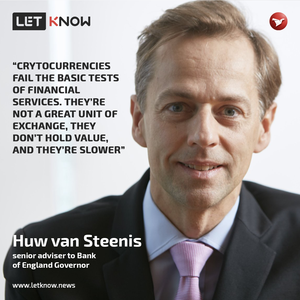 LET KNOW
“CRYTOCURRENCIES
FAIL THE BASIC TESTS
OF FINANCIAL
SERVICES. THEY’RE
NOT A GREAT UNIT OF
EXCHANGE, THEY
DON’T HOLD VALUE,
AND THEY’RE SLOWER”
Huw van Steenis
senior adviser to Bank
of England Governor
www.letknow.news